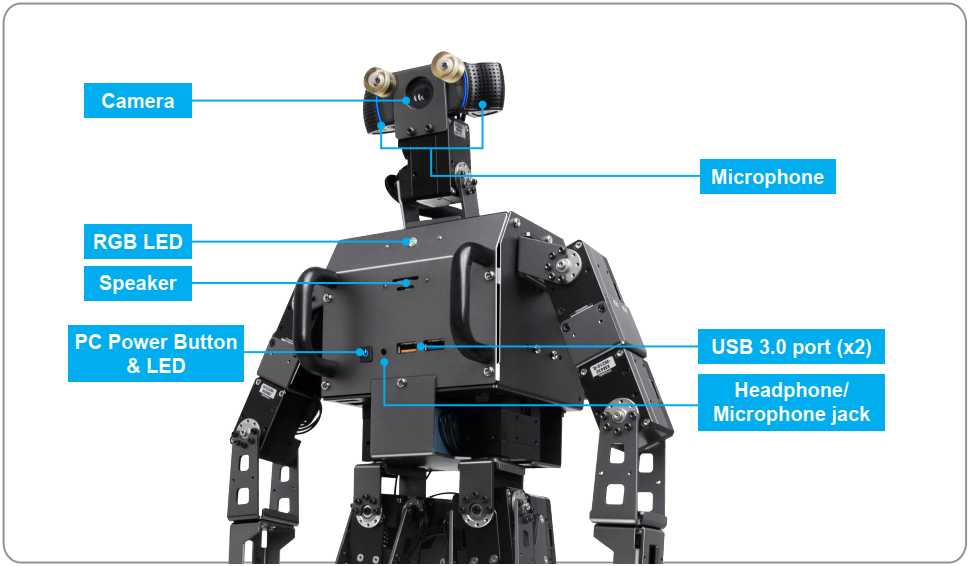 Camera
Microphone
RGB LED
Speaker
PC Power Button
& LED
USB 3.0 port (x2)
Headphone/
Microphone jack